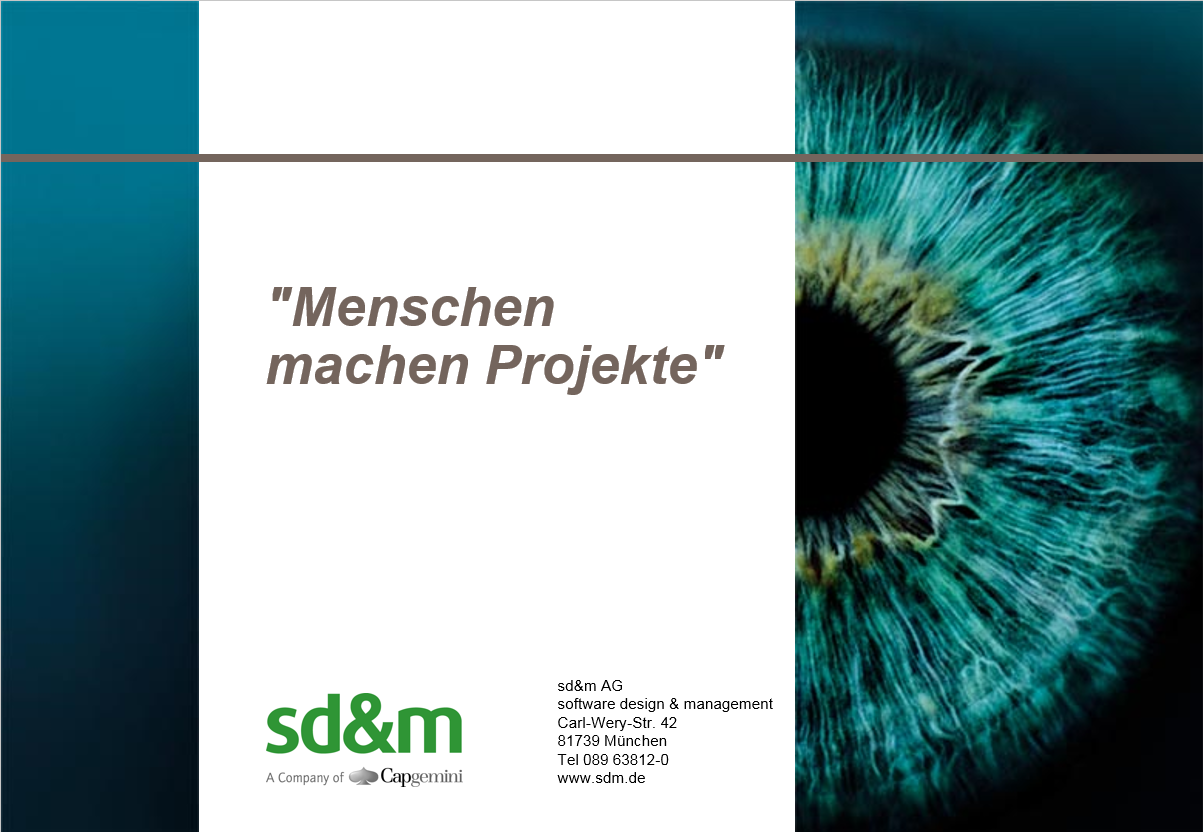 "Menschen
machen Projekte"
sd&m
A Company of Capgemini
sd&m AG
software design & management
Carl-Wery-Str. 42
81739 München
Tel 089 63812-0
www.sdm.de